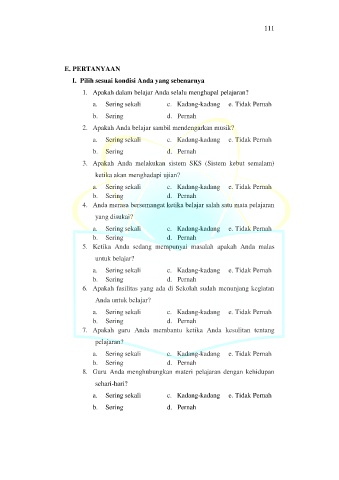 111
E. PERTANYAAN
I. Pilih sesuai kondisi Anda yang sebenarnya
1. Apakah dalam belajar Anda selalu menghapal pelajaran?
a. Sering sekali c. Kadang-kadang e. Tidak Pernah
b. Sering d. Pernah
2. Apakah Anda belajar sambil mendengarkan musik?
a. Sering sekali c. Kadang-kadang e. Tidak Pernah
b. Sering d. Pernah
3. Apakah Anda melakukan sistem SKS (Sistem kebut semalam)
ketika akan menghadapi ujian?
a. Sering sekali c. Kadang-kadang e. Tidak Pernah
b. Sering d. Pernah
4. Anda merasa bersemangat ketika belajar salah satu mata pelajaran
yang disukai?
a. Sering sekali c. Kadang-kadang e. Tidak Pernah
b. Sering d. Pernah
5. Ketika Anda sedang mempunyai masalah apakah Anda malas
untuk belajar?
a. Sering sekali c. Kadang-kadang e. Tidak Pernah
b. Sering d. Pernah
6. Apakah fasilitas yang ada di Sekolah sudah menunjang kegiatan
Anda untuk belajar?
a. Sering sekali c. Kadang-kadang e. Tidak Pernah
b. Sering d. Pernah
7. Apakah guru Anda membantu ketika Anda kesulitan tentang
pelajaran?
a. Sering sekali c. Kadang-kadang e. Tidak Pernah
b. Sering d. Pernah
8. Guru Anda menghubungkan materi pelajaran dengan kehidupan
sehari-hari?
a. Sering sekali c. Kadang-kadang e. Tidak Pernah
b. Sering d. Pernah